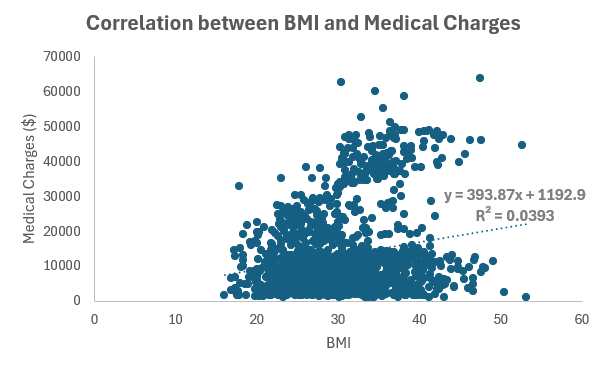 Correlation between BMI and Medical Charges
Medical Charges ($)
70000
60000
50000
40000
30000
20000
10000
0
y = 393.87x + 1192.9
R² = 0.0393
0 10 20 30 40 50 60
BMI